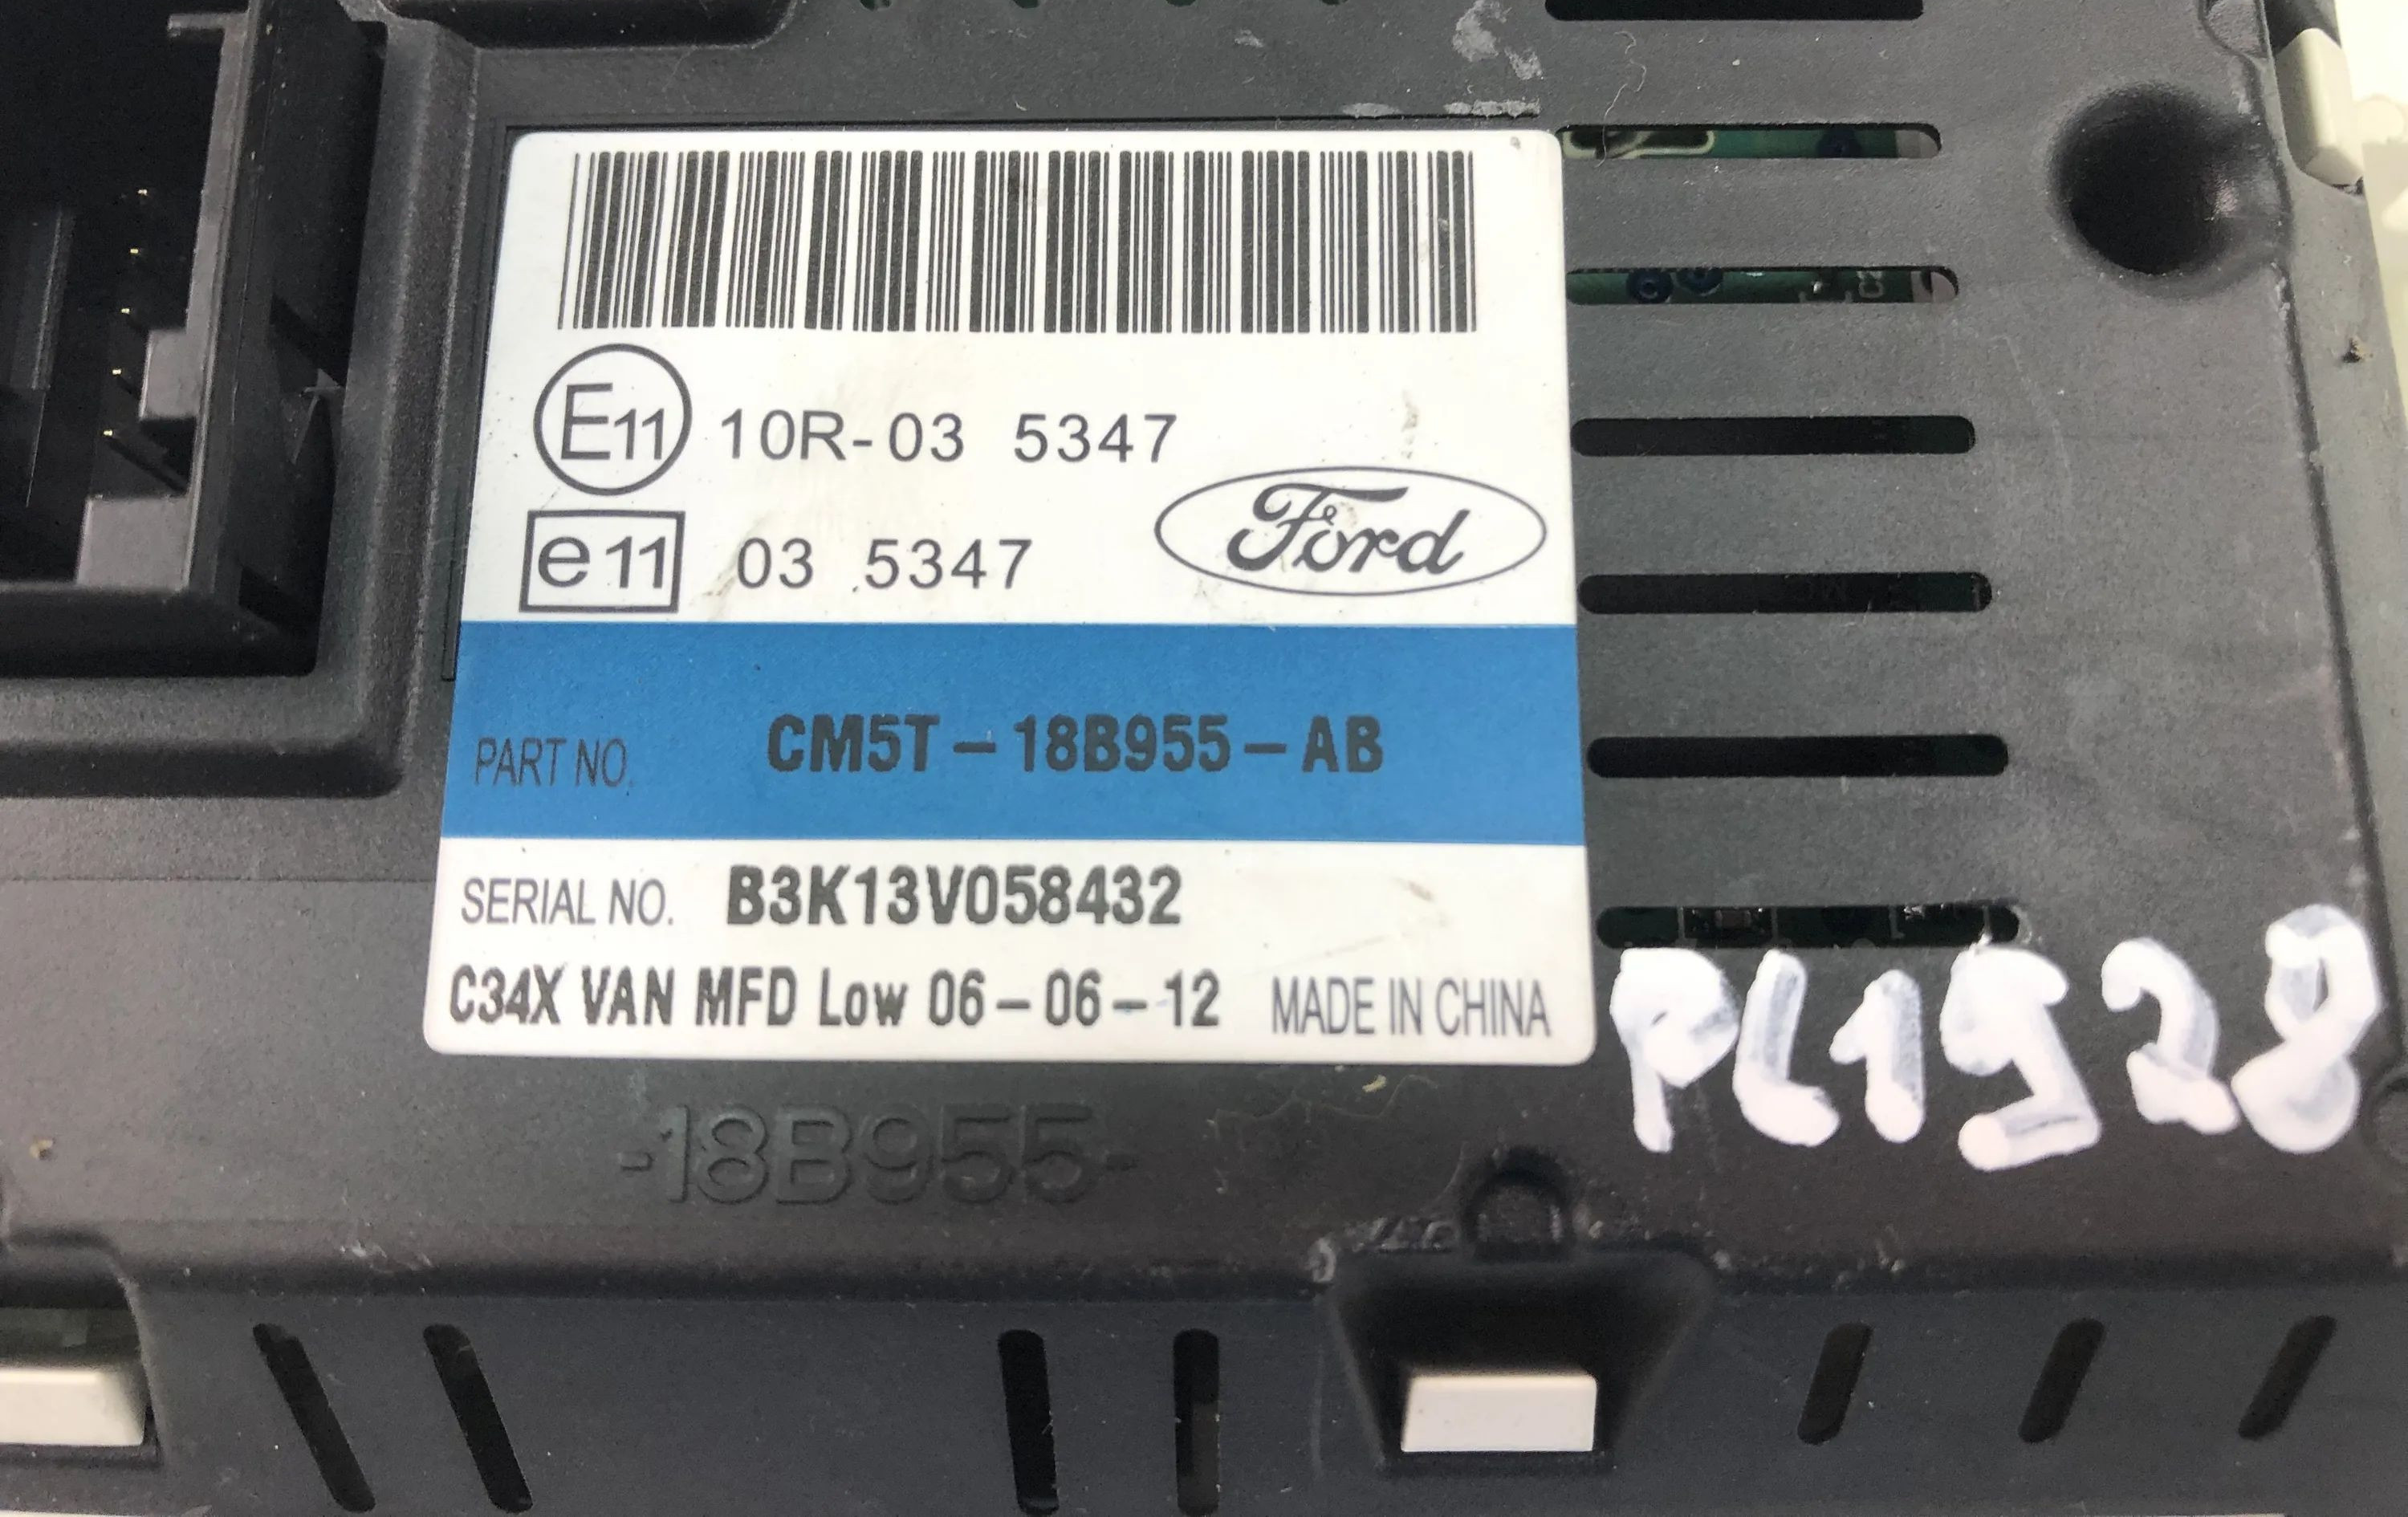 E11 10R-03 5347
e11 03 5347
Ford
PART NO. CM5T-18B955-AB
SERIAL NO. B3K13V058432
C34X VAN MFD Low 06-06-12 MADE IN CHINA
PL1928
-18B955-